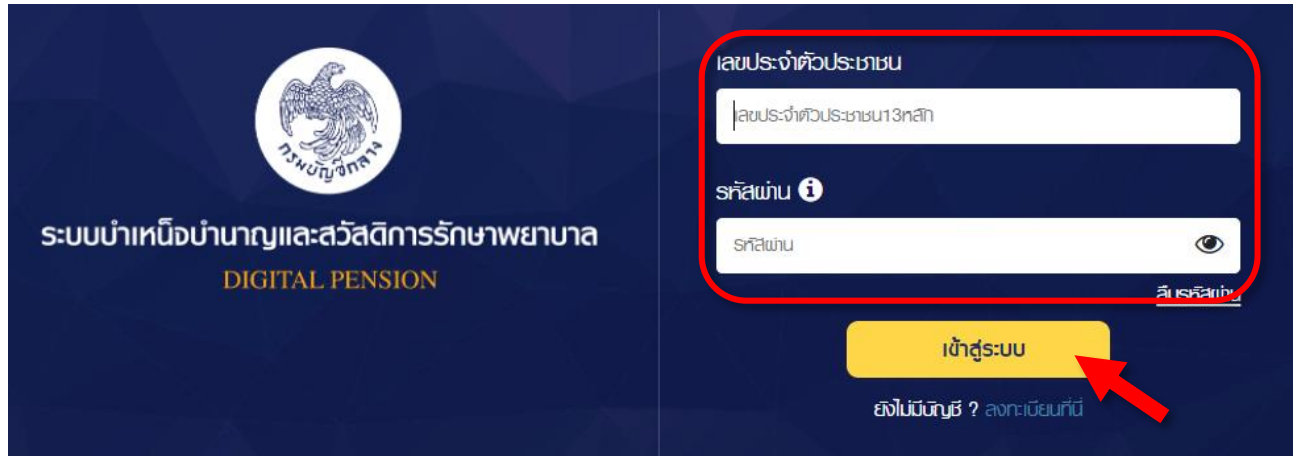 กรมบัญชีกลาง
ระบบบำเหน็จบำนาญและสวัสดิการรักษาพยาบาล
DIGITAL PENSION
เลขประจำตัวประชาชน
เลขประจำตัวประชาชน13หลัก
รหัสผ่าน
รหัสผ่าน
ลืมรหัสผ่าน
เข้าสู่ระบบ
ยังไม่มีบัญชี ? ลงทะเบียนที่นี่